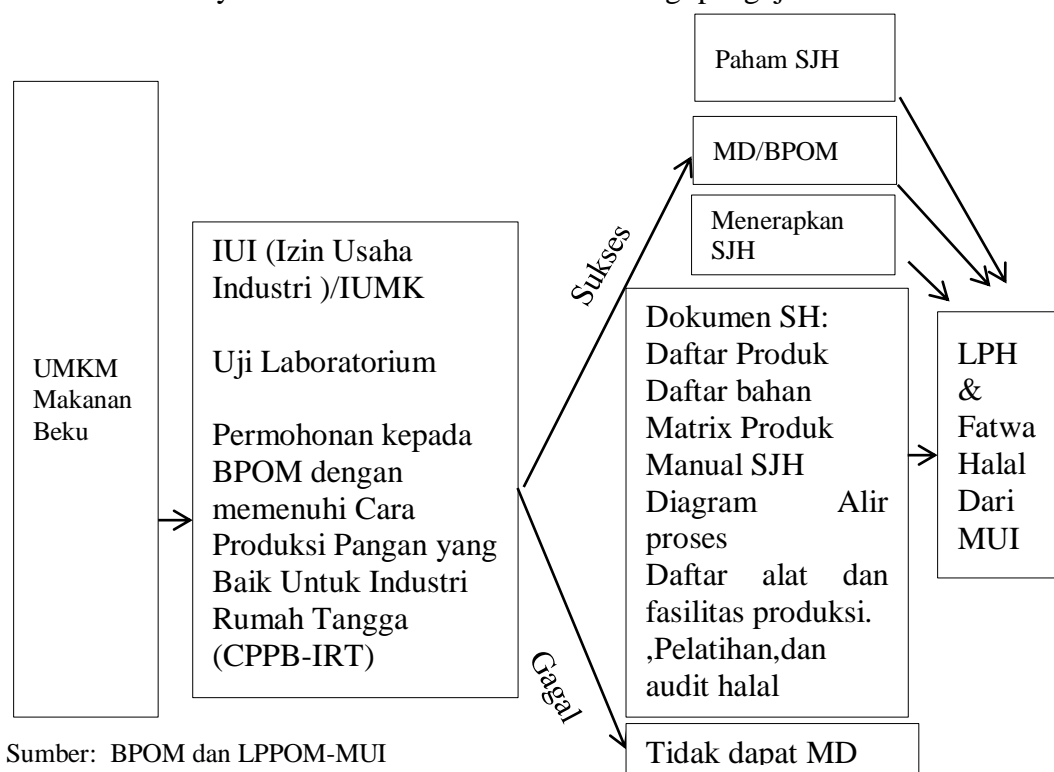 Paham SJH
MD/BPOM
Menerapkan
SJH
UMKM
Makanan
Beku
IUI (Izin Usaha
Industri )/IUMK
Uji Laboratorium
Permohonan kepada
BPOM dengan
memenuhi Cara
Produksi Pangan yang
Baik Untuk Industri
Rumah Tangga
(CPPB-IRT)
Sukses
Gagal
Dokumen SH:
Daftar Produk
Daftar bahan
Matrix Produk
Manual SJH
Diagram Alir
proses
Daftar alat dan
fasilitas produksi.
,Pelatihan,dan
audit halal
LPH
&
Fatwa
Halal
Dari
MUI
Tidak dapat MD
Sumber: BPOM dan LPPOM-MUI